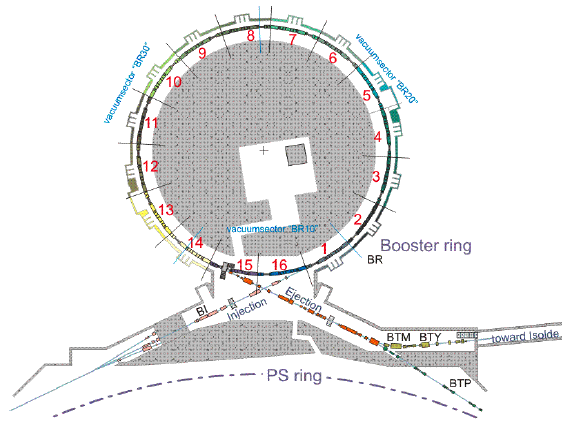 8
7
9
6
vacuumsector "BR30"
vacuumsector "BR20"
10
5
11
4
12
3
13
2
vacuumsector "BR10
14
1
Booster ring
15
16
BR
BI
Injection
Ejection
BTM
BTY
toward Isolde
PS ring
BTP